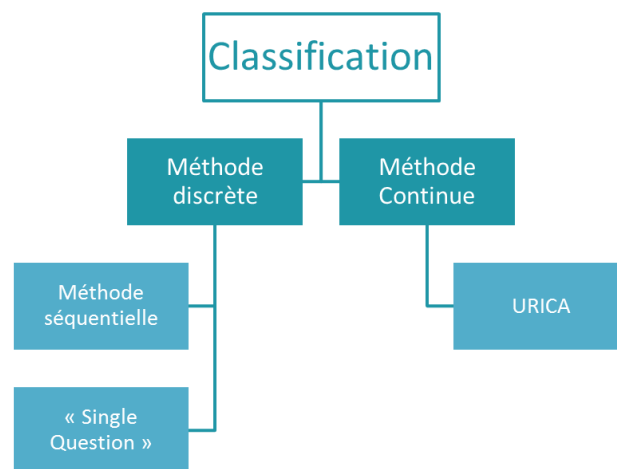 Classification
Méthode
discrète
Méthode
Continue
Méthode
séquentielle
URICA
« Single
Question »